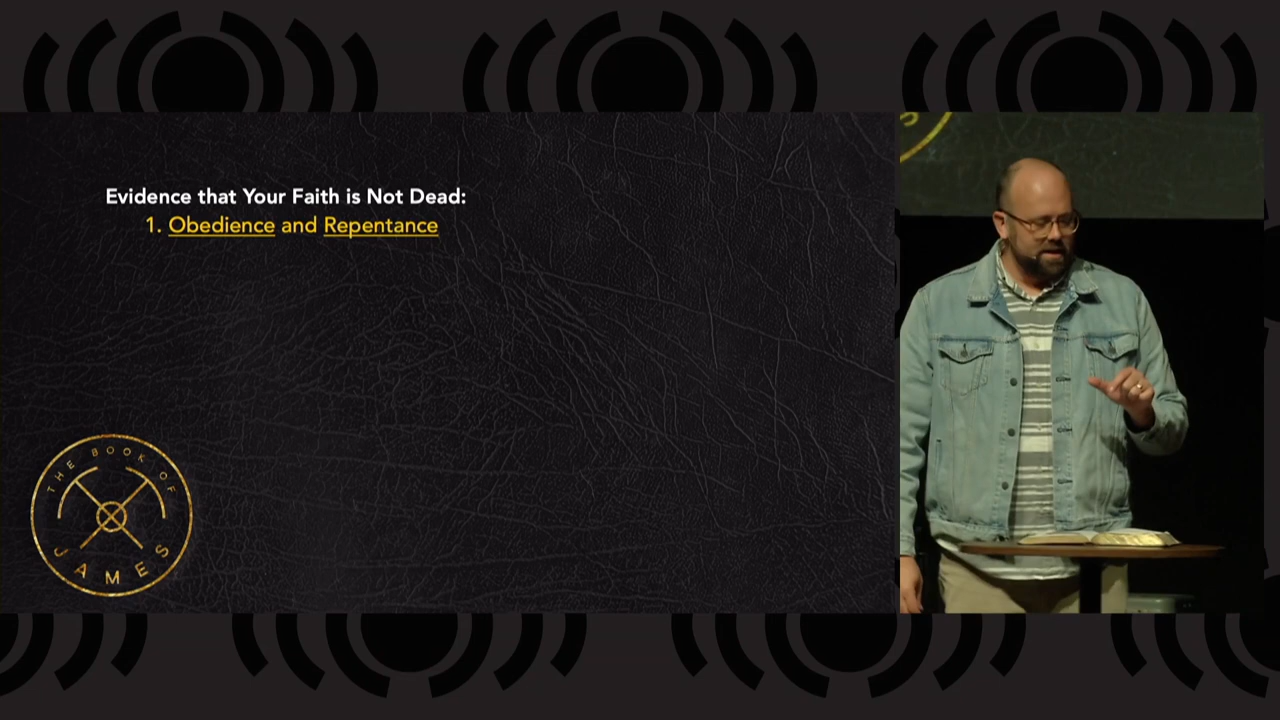 Evidence that Your Faith is Not Dead:
1. Obedience and Repentance
THE BOOK OF
JAMES